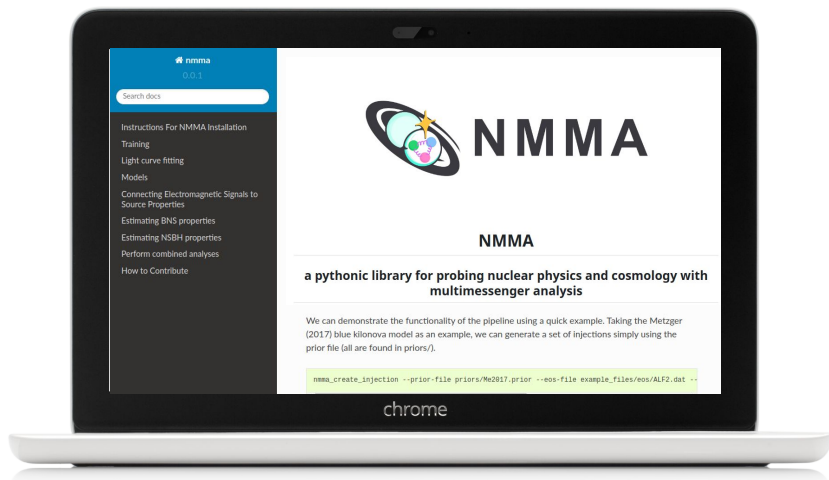 nmma
0.0.1
Search docs
Instructions For NMMA Installation
Training
Light curve fitting
Models
Connecting Electromagnetic Signals to
Source Properties
Estimating BNS properties
Estimating NSBH properties
Perform combined analyses
How to Contribute
NMMA
NMMA
a pythonic library for probing nuclear physics and cosmology with
multimessenger analysis
We can demonstrate the functionality of the pipeline using a quick example. Taking the Metzger
(2017) blue kilonova model as an example, we can generate a set of injections simply using the
prior file (all are found in priors/).
nmma_create_injection --prior-file priors/Me2017.prior --eos-file example_files/eos/ALF2.dat --
chrome